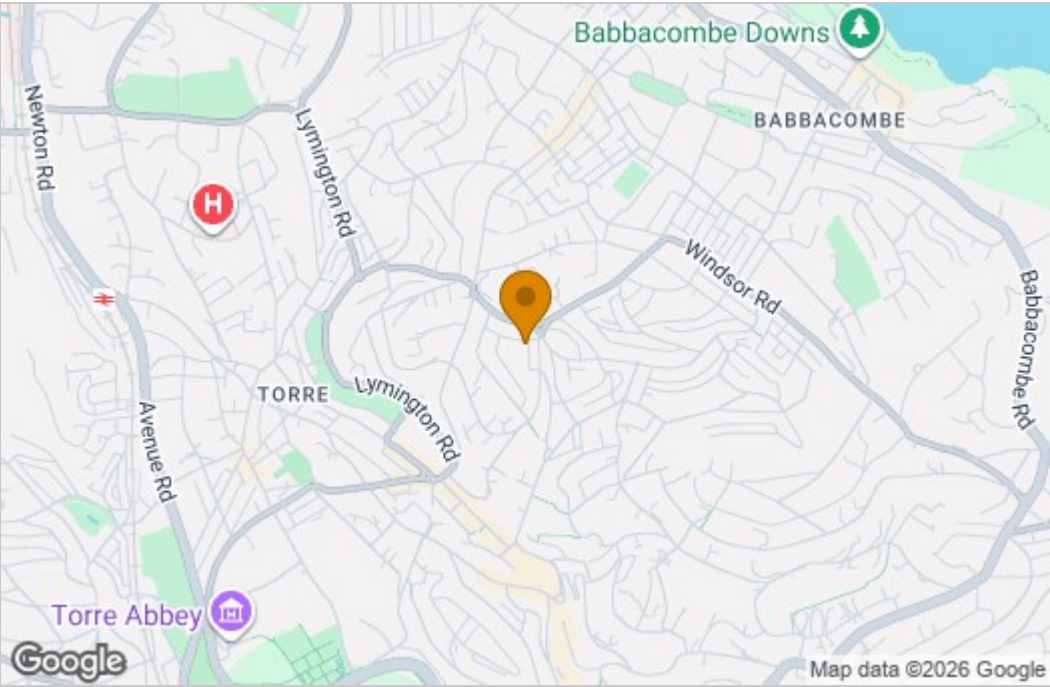 Babbacombe Downs
BABBACOMBE
Newton Rd
Lymington Rd
H
Windsor Rd
Babbacombe Rd
TORRE
Lymington Rd
Avenue Rd
Torre Abbey
Google
Map data ©2026 Google